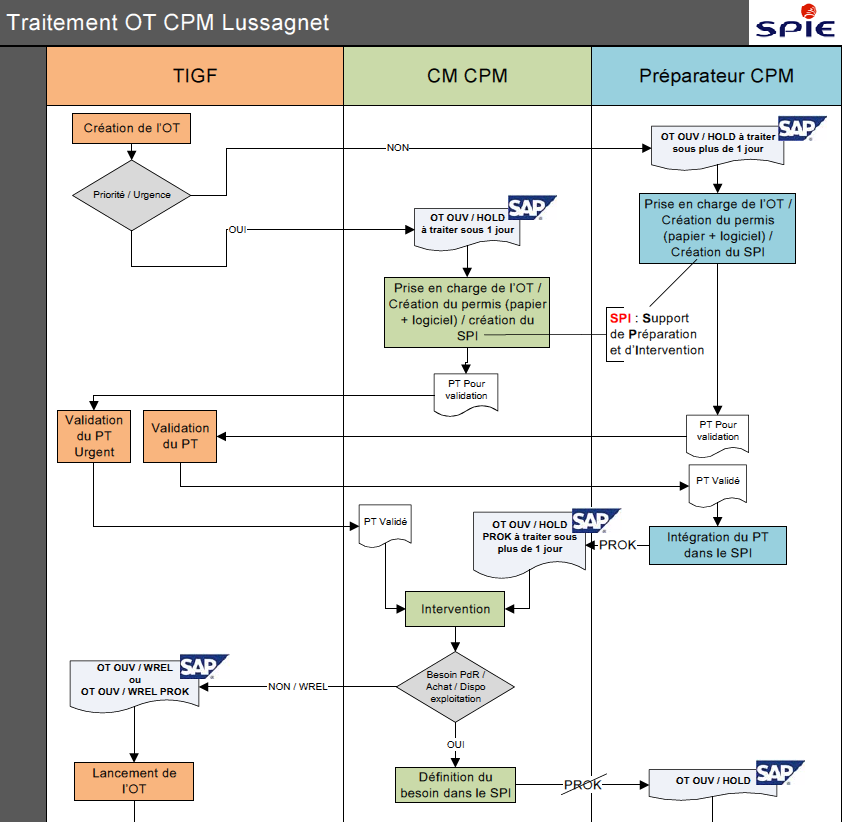 Traitement OT CPM Lussagnet
SPIE
TIGF
CM CPM
Préparateur CPM
Création de l'OT
Priorité / Urgence
NON
OUI
SAP
OT OUV / HOLD à traiter
sous plus de 1 jour
SAP
OT OUV / HOLD
à traiter sous 1 jour
Prise en charge de l'OT /
Création du permis
(papier + logiciel) /
Création du SPI
Prise en charge de l'OT /
Création du permis (papier
+ logiciel) / création du
SPI
SPI : Support
de Préparation
et d'Intervention
PT Pour
validation
Validation
du PT
Urgent
Validation
du PT
PT Pour
validation
PT Validé
PT Validé
SAP
OT OUV / HOLD
PROK à traiter sous
plus de 1 jour
PROK
Intégration du PT
dans le SPI
Intervention
SAP
OT OUV / WREL
ou
OT OUV / WREL PROK
NON / WREL
Besoin PdR /
Achat / Dispo
exploitation
OUI
Lancement de
l'OT
Définition du
besoin dans le SPI
PROK
SAP
OT OUV / HOLD